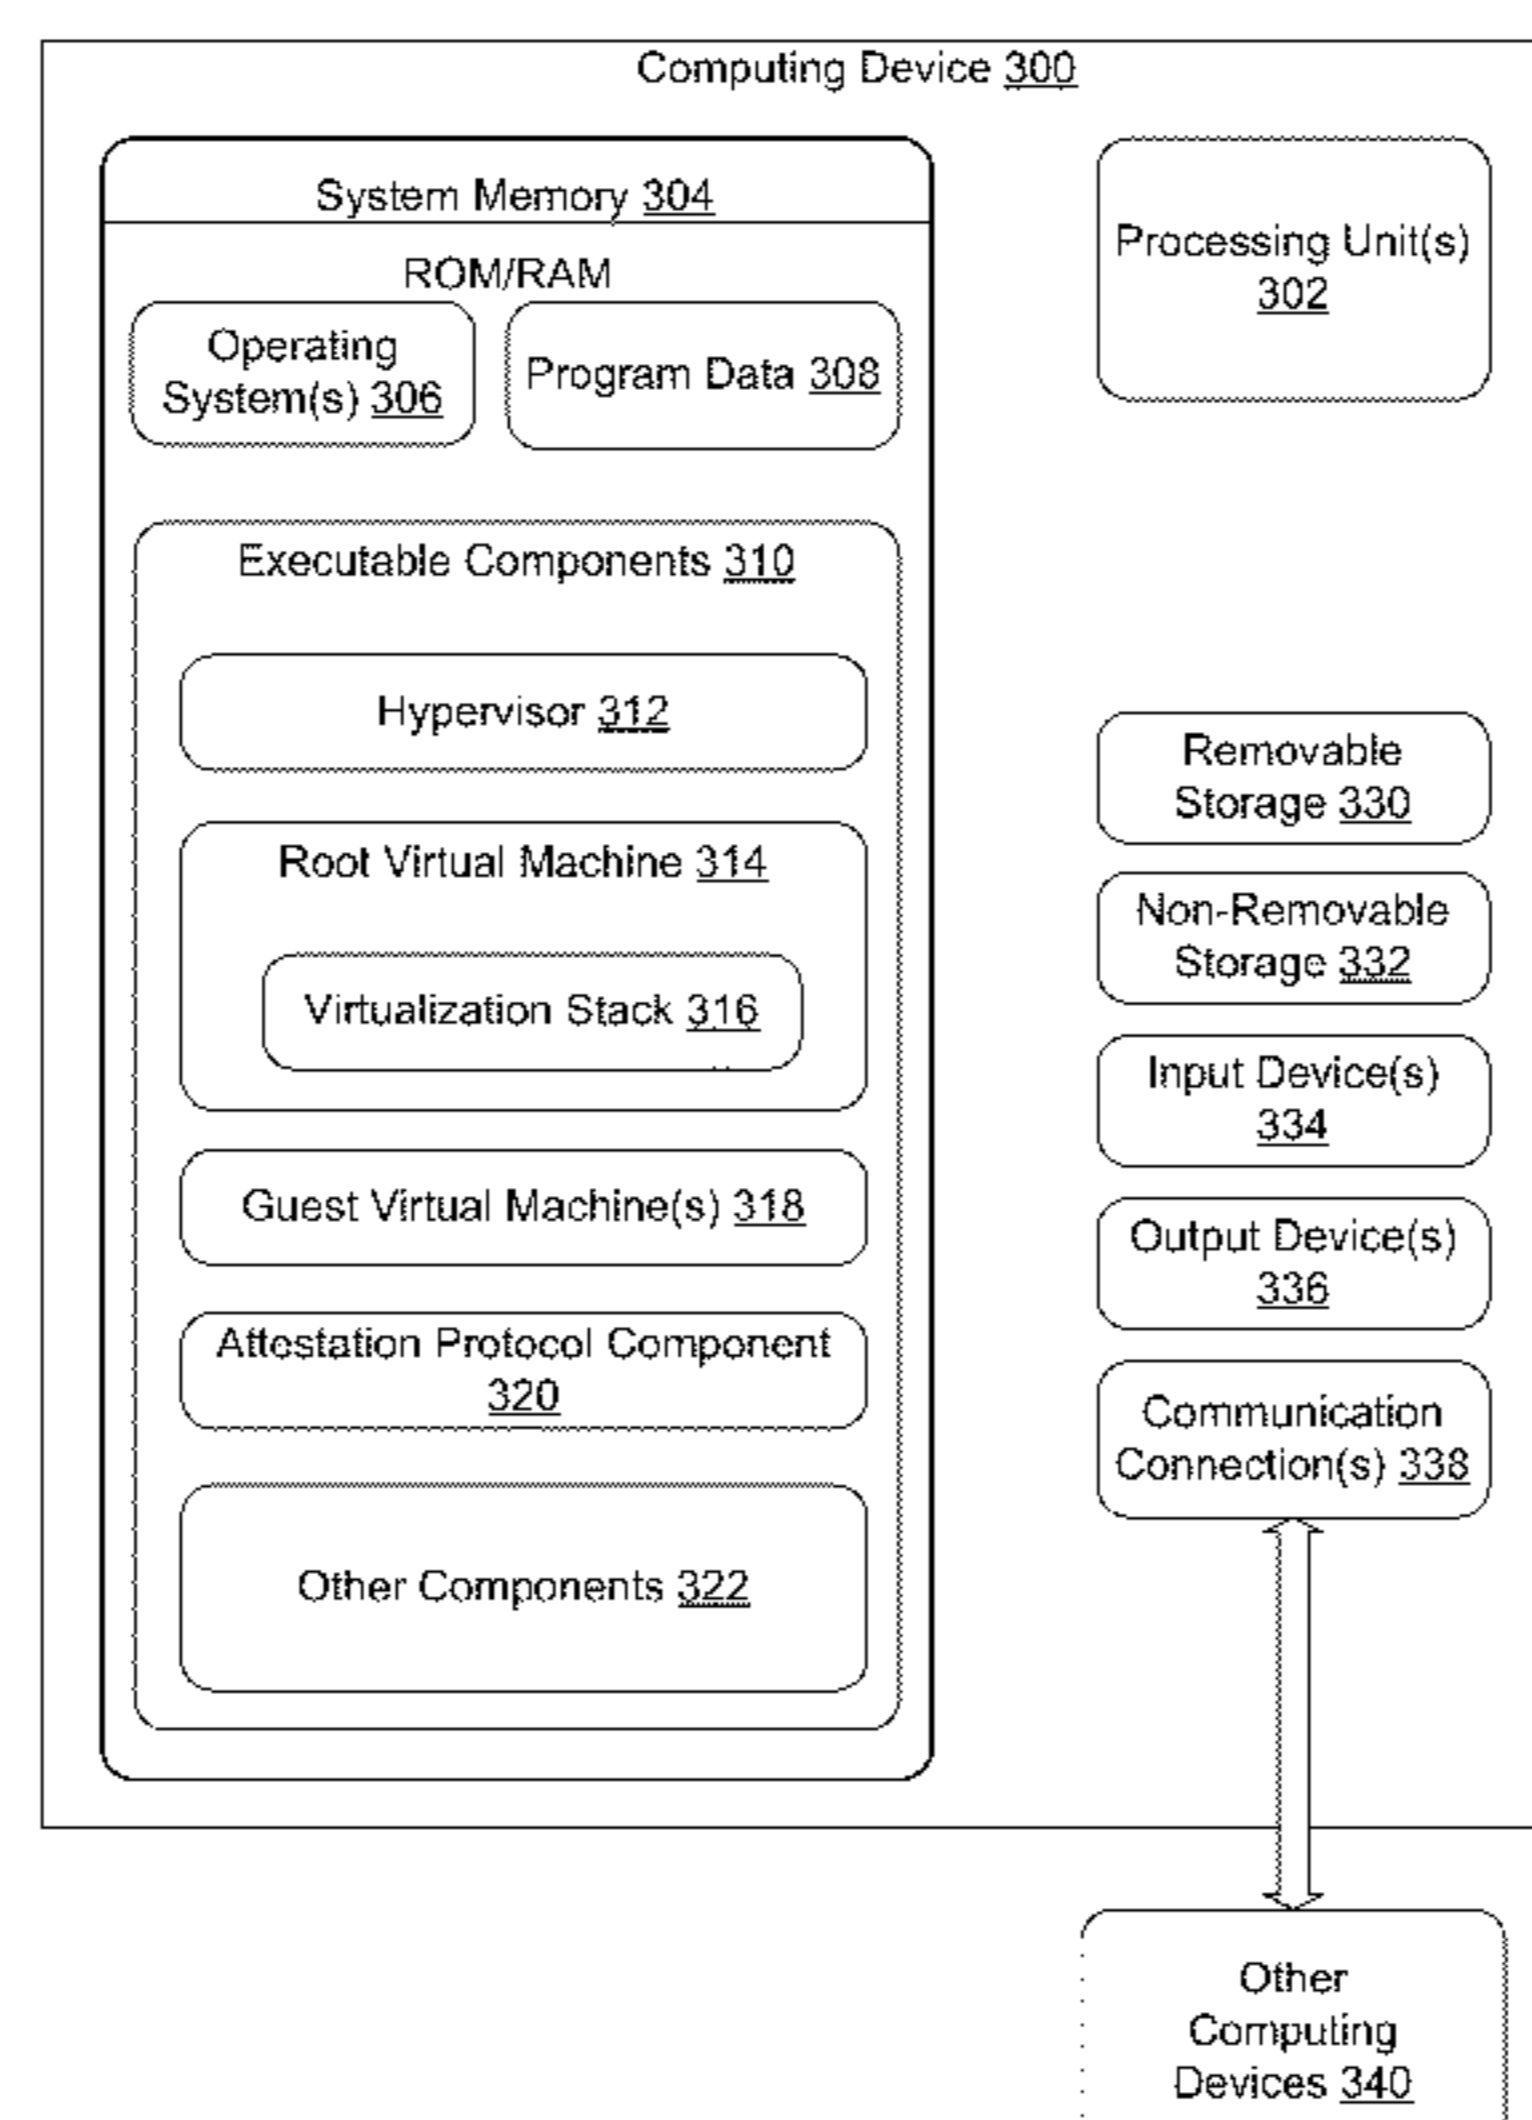 Computing Device 300
System Memory 304
ROM/RAM
Operating
System(s) 306
Program Data 308
Executable Components 310
Hypervisor 312
Root Virtual Machine 314
Virtualization Stack 316
Guest Virtual Machine(s) 318
Attestation Protocol Component
320
Other Components 322
Processing Unit(s)
302
Removable
Storage 330
Non-Removable
Storage 332
Input Device(s)
334
Output Device(s)
336
Communication
Connection(s) 338
Other
Computing
Devices 340